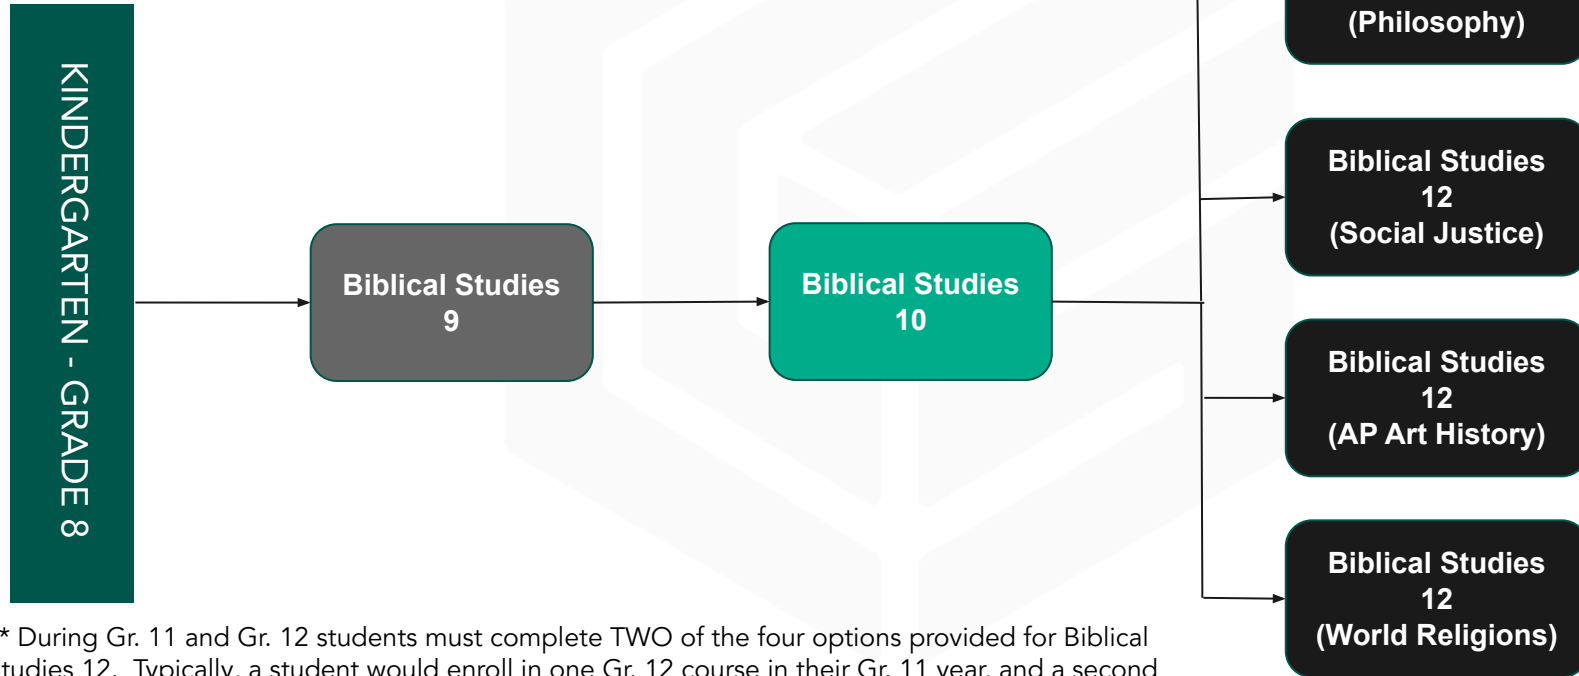 KINDERGARTEN - GRADE 8
Biblical Studies
9
Biblical Studies
10
(Philosophy)
Biblical Studies
12
(Social Justice)
Biblical Studies
12
(AP Art History)
Biblical Studies
12
(World Religions)
* During Gr. 11 and Gr. 12 students must complete TWO of the four options provided for Biblical
tudies 12. Typically, a student would enroll in one Gr. 12 course in their Gr. 11 year, and a second